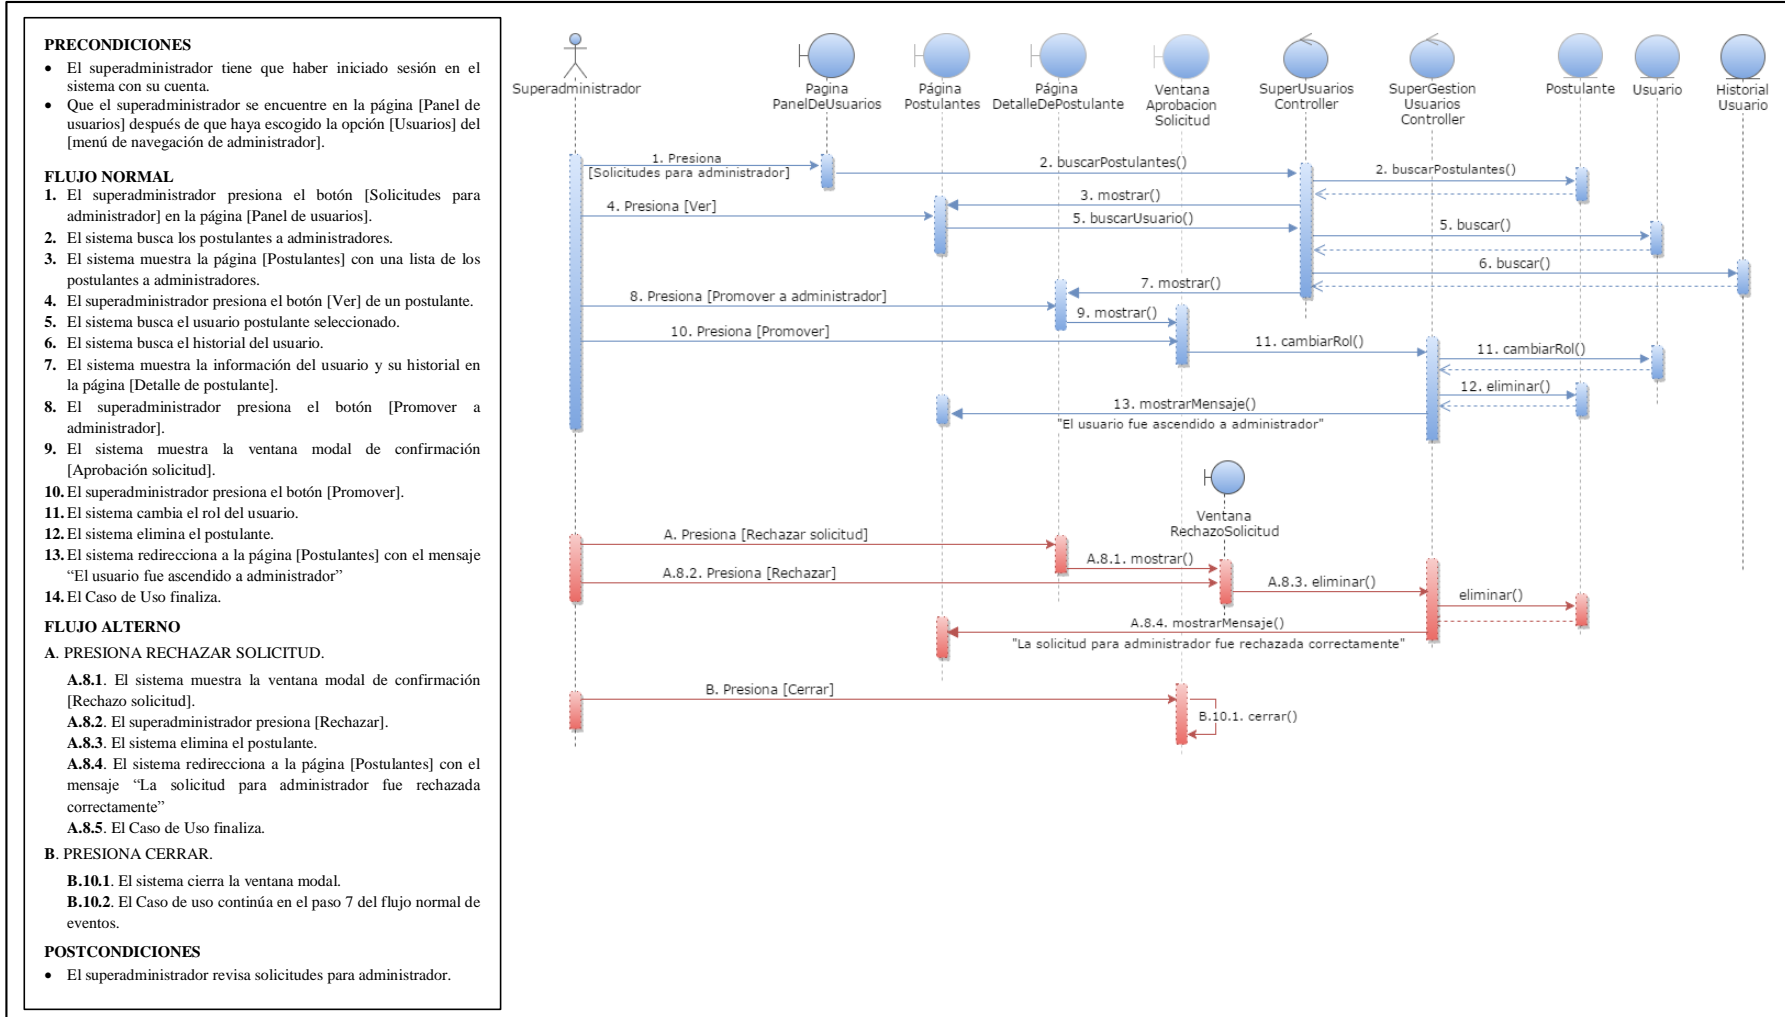 PRECONDICIONES
• El superadministrador tiene que haber iniciado sesión en el
sistema con su cuenta.
• Que el superadministrador se encuentre en la página [Panel de
usuarios] después de que haya escogido la opción [Usuarios] del
[menú de navegación de administrador].
FLUJO NORMAL
1. El superadministrador presiona el botón [Solicitudes para
administrador] en la página [Panel de usuarios].
2. El sistema busca los postulantes a administradores.
3. El sistema muestra la página [Postulantes] con una lista de los
postulantes a administradores.
4. El superadministrador presiona el botón [Ver] de un postulante.
5. El sistema busca el usuario postulante seleccionado.
6. El sistema busca el historial del usuario.
7. El sistema muestra la información del usuario y su historial en
la página [Detalle de postulante].
8. El superadministrador presiona el botón [Promover a
administrador].
9. El sistema muestra la ventana modal de confirmación
[Aprobación solicitud].
10. El superadministrador presiona el botón [Promover].
11. El sistema cambia el rol del usuario.
12. El sistema elimina el postulante.
13. El sistema redirecciona a la página [Postulantes] con el mensaje
“El usuario fue ascendido a administrador”
14. El Caso de Uso finaliza.
FLUJO ALTERNO
A. PRESIONA RECHAZAR SOLICITUD.
A.8.1. El sistema muestra la ventana modal de confirmación
[Rechazo solicitud].
A.8.2. El superadministrador presiona [Rechazar].
A.8.3. El sistema elimina el postulante.
A.8.4. El sistema redirecciona a la página [Postulantes] con el
mensaje “La solicitud para administrador fue rechazada
correctamente”
A.8.5. El Caso de Uso finaliza.
B. PRESIONA CERRAR.
B.10.1. El sistema cierra la ventana modal.
B.10.2. El Caso de uso continúa en el paso 7 del flujo normal de
eventos.
POSTCONDICIONES
• El superadministrador revisa solicitudes para administrador.
Superadministrador
Pagina
PanelDeUsuarios
Página
Postulantes
Página
DetalleDePostulante
Ventana
Aprobacion
Solicitud
SuperUsuarios
Controller
SuperGestion
Usuarios
Controller
Postulante
Usuario
Historial
Usuario
1. Presiona
[Solicitudes para administrador]
2. buscarPostulantes()
2. buscarPostulantes()
3. mostrar()
4. Presiona [Ver]
5. buscarUsuario()
5. buscar()
6. buscar()
7. mostrar()
8. Presiona [Promover a administrador]
9. mostrar()
10. Presiona [Promover]
11. cambiarRol()
11. cambiarRol()
12. eliminar()
13. mostrarMensaje()
"El usuario fue ascendido a administrador"
Ventana
RechazoSolicitud
A. Presiona [Rechazar solicitud]
A.8.1. mostrar()
A.8.2. Presiona [Rechazar]
A.8.3. eliminar()
eliminar()
A.8.4. mostrarMensaje()
"La solicitud para administrador fue rechazada correctamente"
B. Presiona [Cerrar]
B.10.1. cerrar()